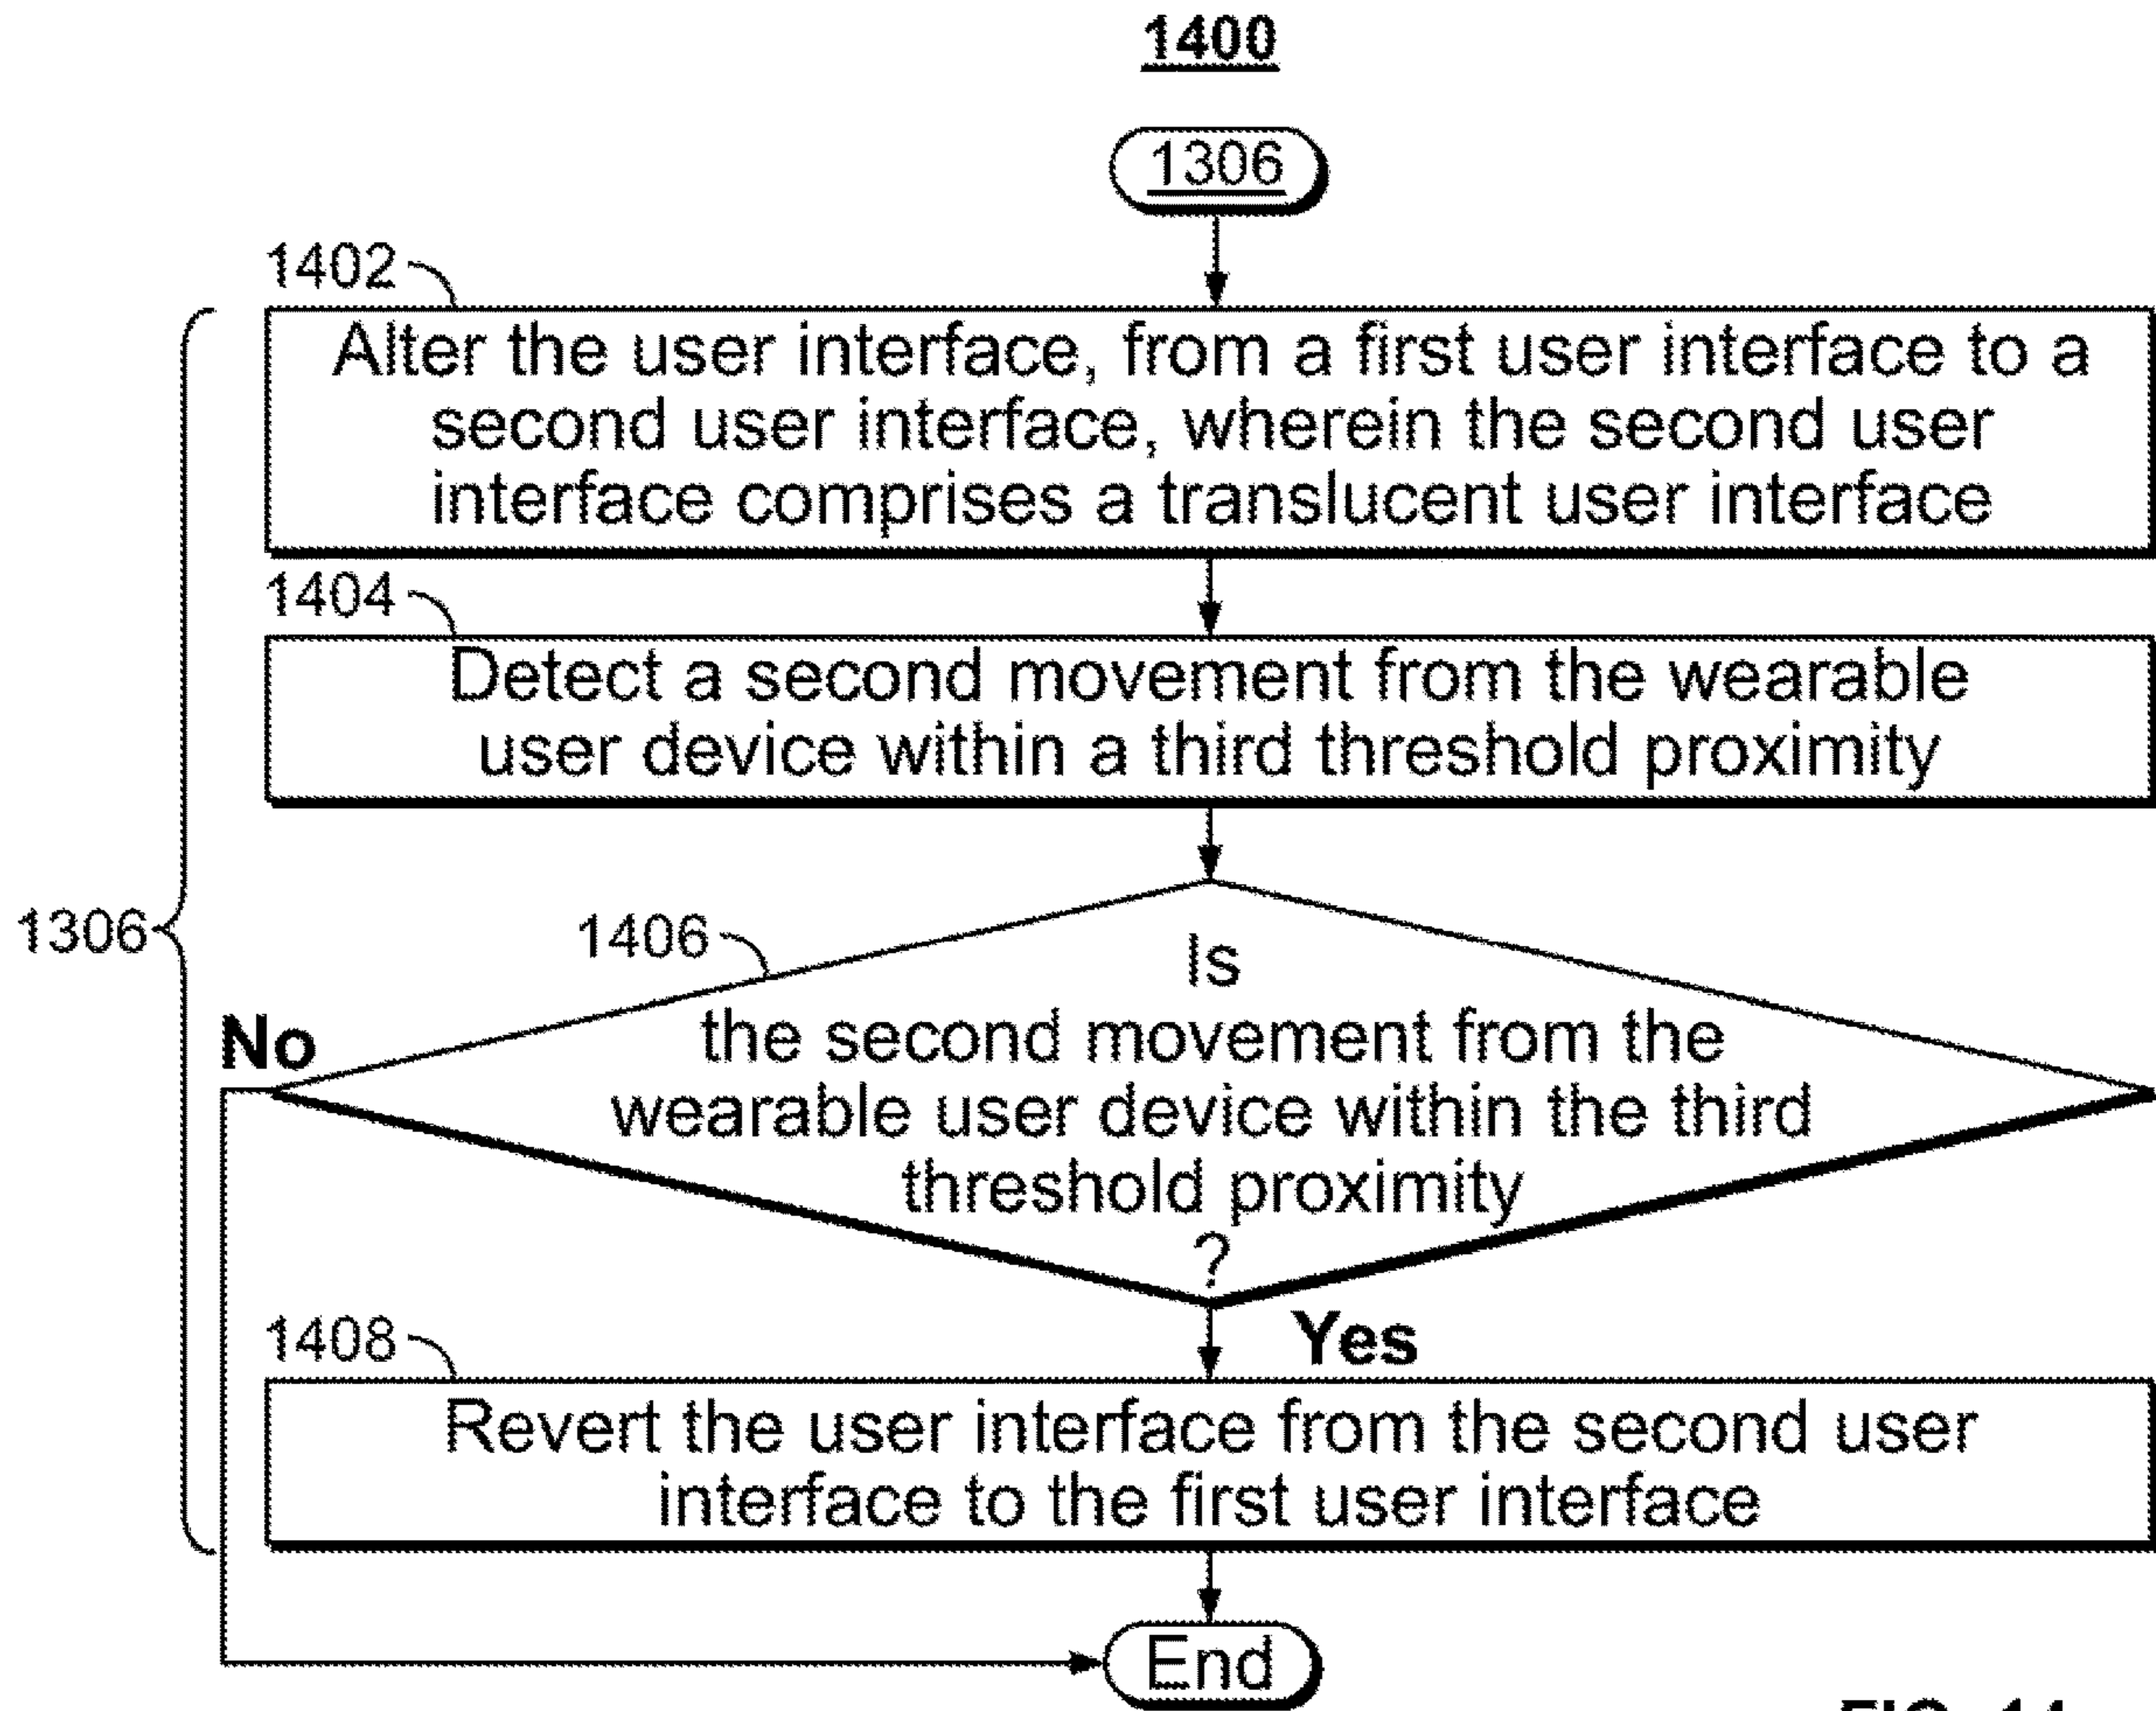 1400
1306
1402
Alter the user interface, from a first user interface to a
second user interface, wherein the second user
interface comprises a translucent user interface
1404
Detect a second movement from the wearable
user device within a third threshold proximity
1306
1406
Is
the second movement from the
wearable user device within the third
threshold proximity
?
No
Yes
1408
Revert the user interface from the second user
interface to the first user interface
End
FIG. 14